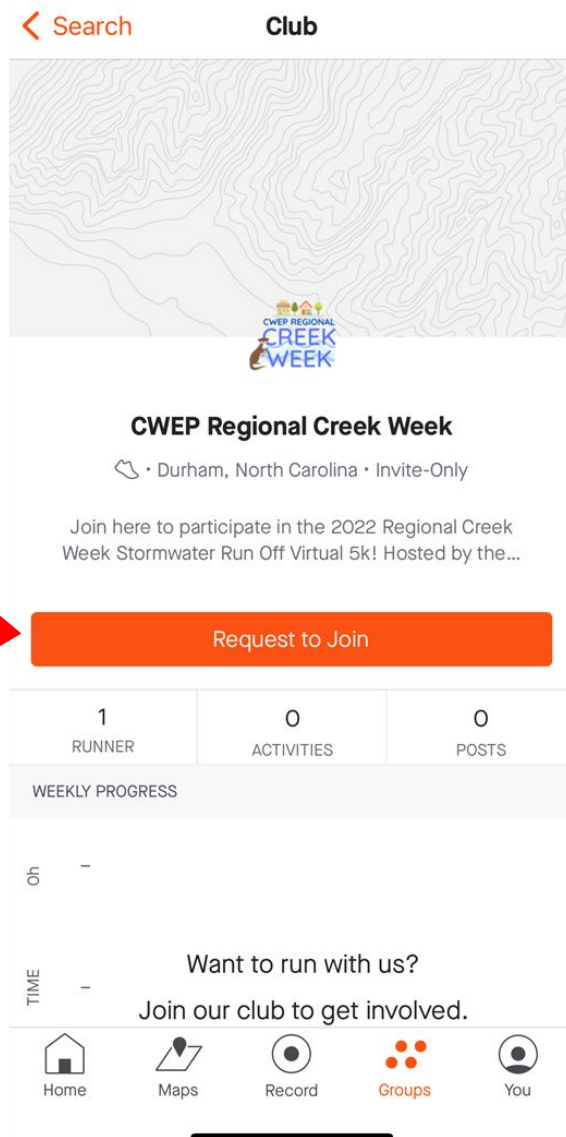 Search
Club
CWEP REGIONAL
CREEK
WEEK
CWEP Regional Creek Week
• Durham, North Carolina • Invite-Only
Join here to participate in the 2022 Regional Creek
Week Stormwater Run Off Virtual 5k! Hosted by the...
Request to Join
1
RUNNER
0
ACTIVITIES
0
POSTS
WEEKLY PROGRESS
0h
TIME
Want to run with us?
Join our club to get involved.
Home
Maps
Record
Groups
You